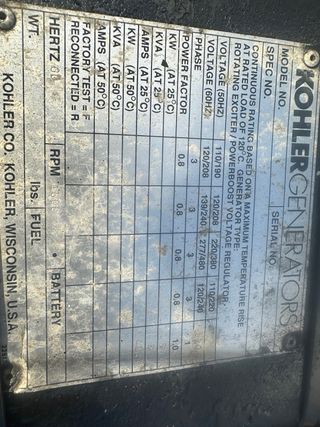 KOHLERGENERATORS
MODEL NO.
SPEC NO. SERIAL NO.
CONTINUOUS RATING BASED ON A MAXIMUM TEMPERATURE RISE
AT RATED LOAD OF 120°C. GENERATOR TYPE:
ROTATING EXCITER / POWERBOOST VOLTAGE REGULATOR.
VOLTAGE (50HZ) 110/190 220/380 110/220
VOLTAGE (60HZ) 120/208 139/240 277/480 120/240
PHASE 3 3 3 3 1
POWER FACTOR 0.8 0.8 0.8 0.8 1.0
KW (AT 25°C)
KVA (AT 25°C)
AMPS (AT 25°C)
KW (AT 50°C)
KVA (AT 50°C)
AMPS (AT 50°C)
FACTORY TEST = F
RECONNECTED = R
HERTZ RPM BATTERY
WT. lbs. FUEL
KOHLER CO. KOHLER, WISCONSIN, U.S.A.